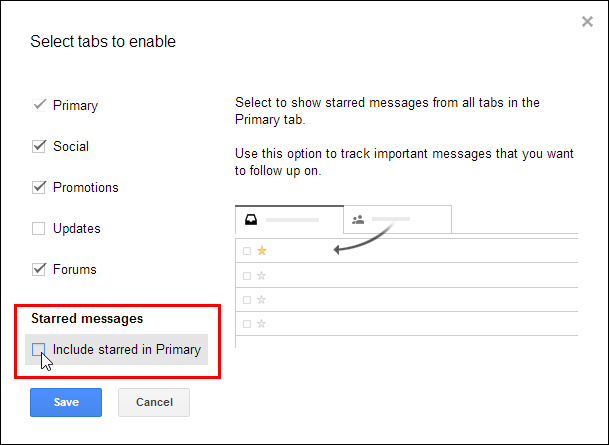 Select tabs to enable
Primary
Social
Promotions
Updates
Forums
Starred messages
Include starred in Primary
Save
Cancel
Select to show starred messages from all tabs in the
Primary tab.
Use this option to track important messages that you want
to follow up on.